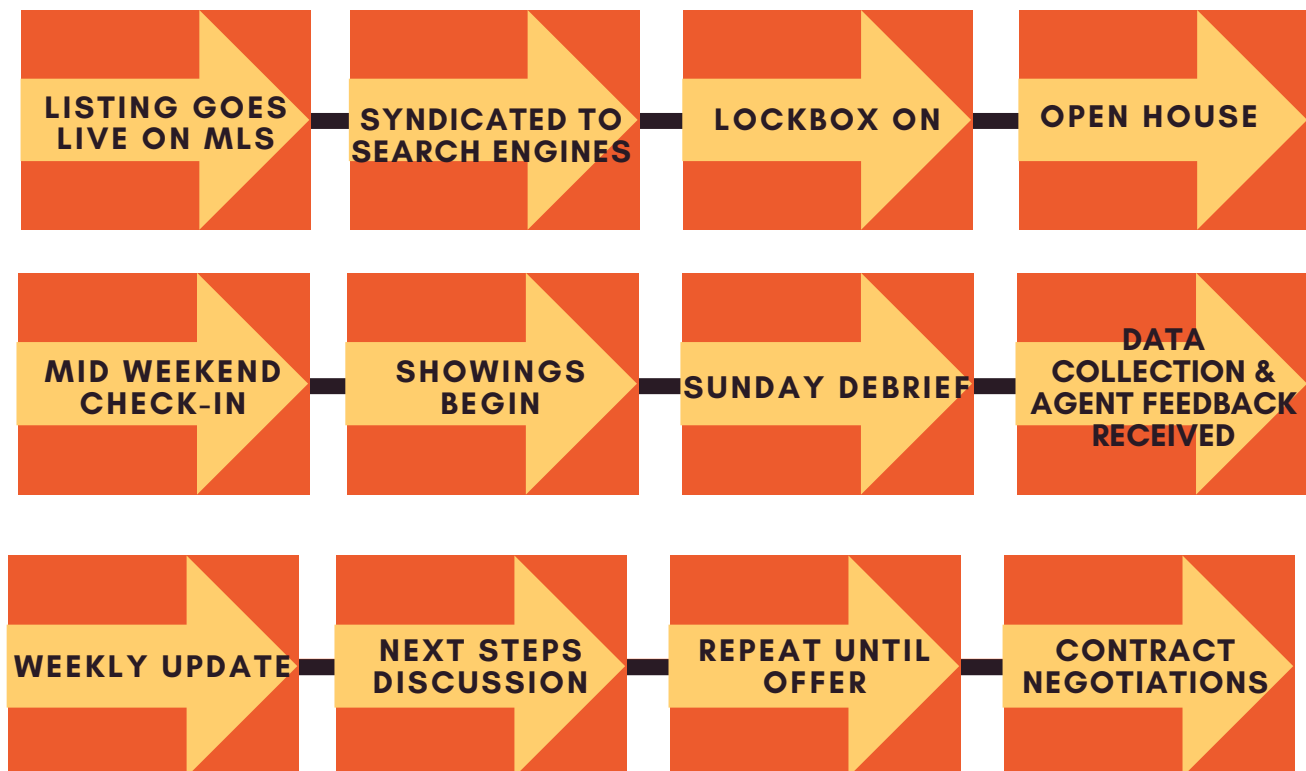 LISTING GOES
LIVE ON MLS
SYNDICATED TO
SEARCH ENGINES
LOCKBOX ON
OPEN HOUSE
MID WEEKEND
CHECK-IN
SHOWINGS
BEGIN
SUNDAY DEBRIEF
DATA
COLLECTION &
AGENT FEEDBACK
RECEIVED
WEEKLY UPDATE
NEXT STEPS
DISCUSSION
REPEAT UNTIL
OFFER
CONTRACT
NEGOTIATIONS